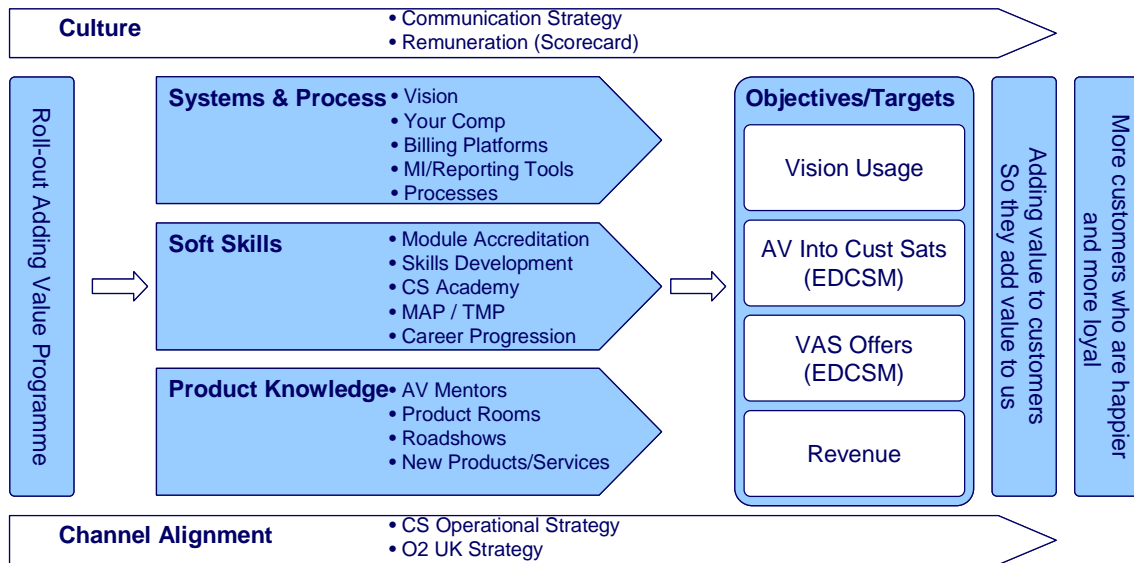 Culture
• Communication Strategy
• Remuneration (Scorecard)
Roll-out Adding Value Programme
Systems & Process
• Vision
• Your Comp
• Billing Platforms
• MI/Reporting Tools
• Processes
Soft Skills
• Module Accreditation
• Skills Development
• CS Academy
• MAP / TMP
• Career Progression
Product Knowledge
• AV Mentors
• Product Rooms
• Roadshows
• New Products/Services
Objectives/Targets
Vision Usage
AV Into Cust Sats
(EDCSM)
VAS Offers
(EDCSM)
Revenue
Adding value to customers
So they add value to us
More customers who are happier
and more loyal
Channel Alignment
• CS Operational Strategy
• O2 UK Strategy